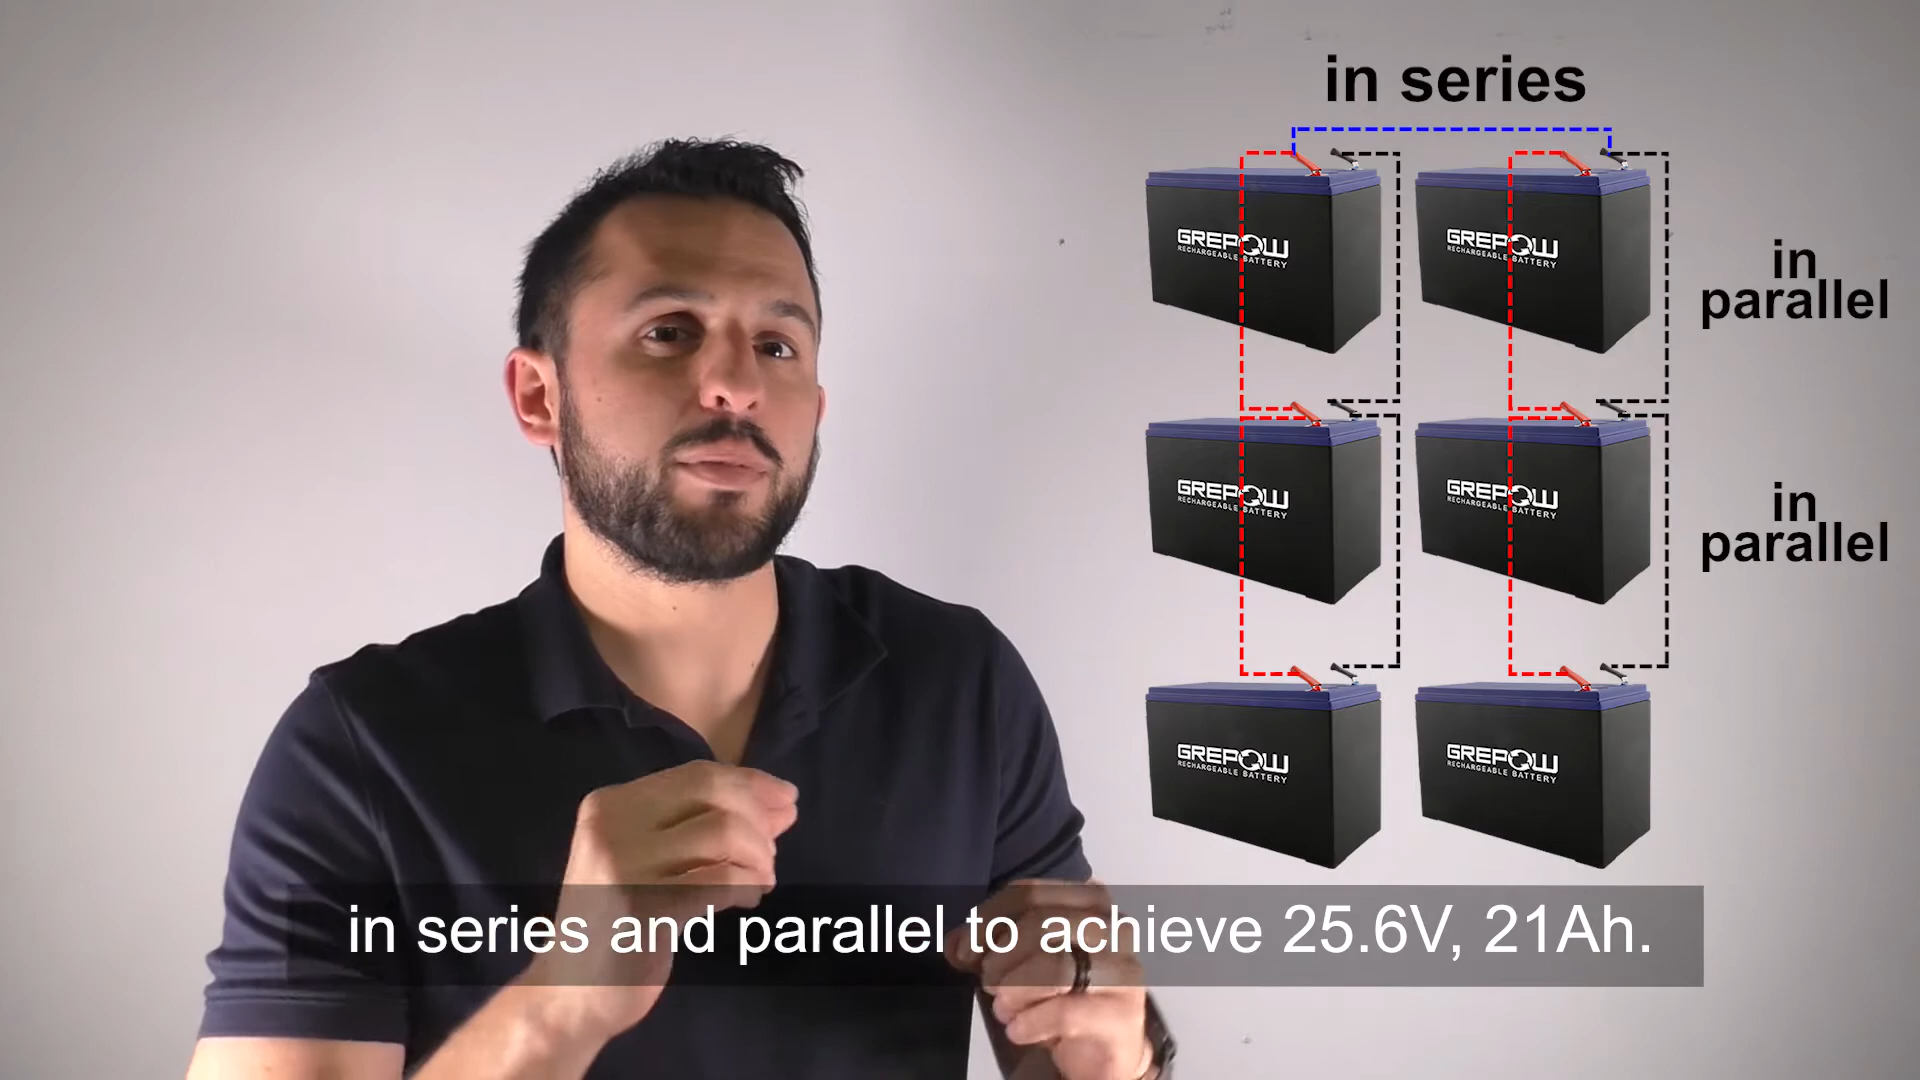 in series
GREPOW
RECHARGEABLE BATTERY
GREPOW
RECHARGEABLE BATTERY
in
parallel
GREPOW
RECHARGEABLE BATTERY
GREPOW
RECHARGEABLE BATTERY
in
parallel
GREPOW
RECHARGEABLE BATTERY
GREPOW
RECHARGEABLE BATTERY
in series and parallel to achieve 25.6V, 21Ah.